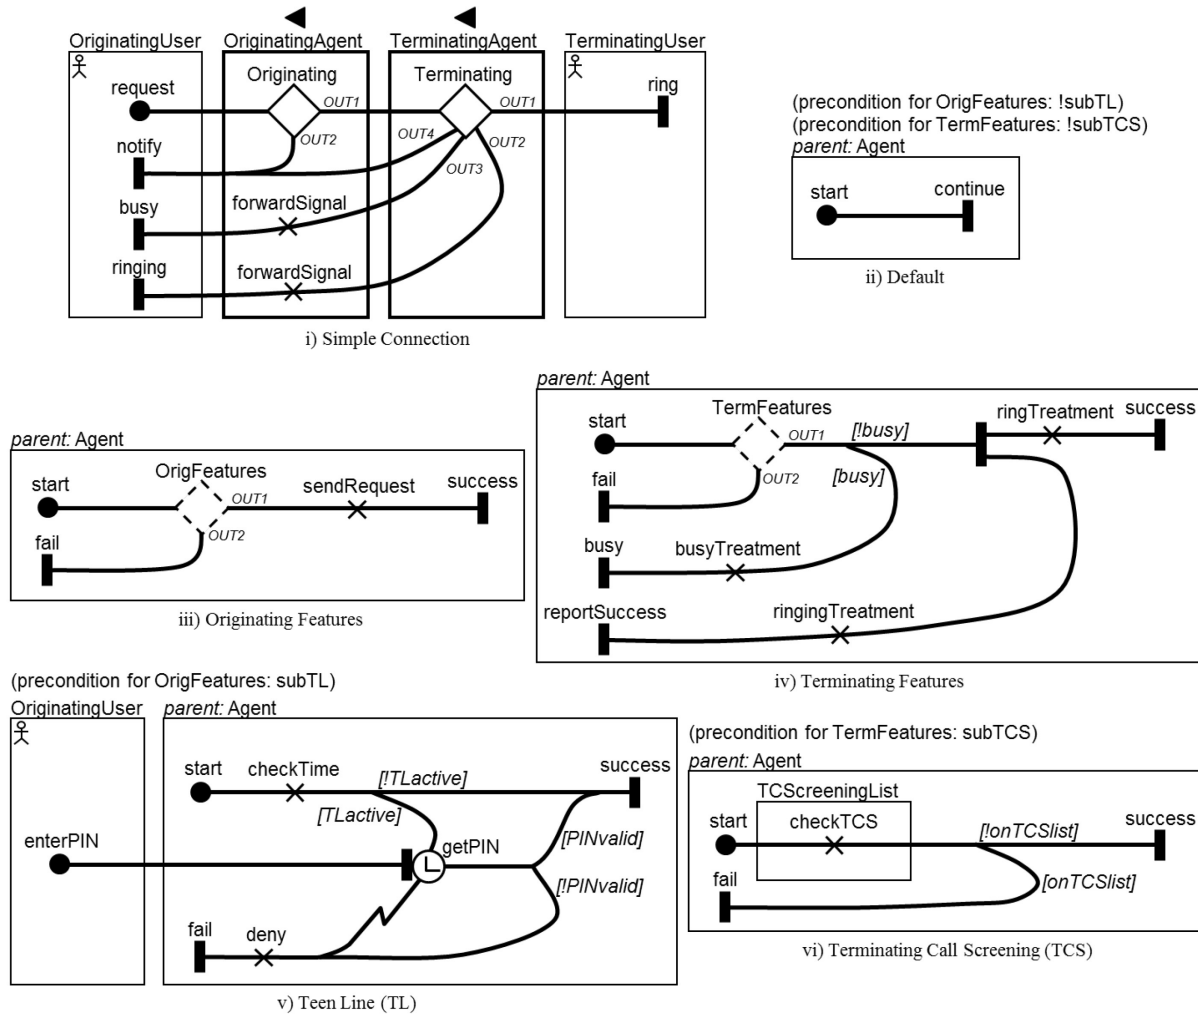 OriginatingUser
OriginatingAgent
TerminatingAgent
TerminatingUser
request
Originating
OUT1
Terminating
OUT1
ring
OUT2
OUT4
OUT2
notify
OUT3
busy
forwardSignal
ringing
forwardSignal
i) Simple Connection
(precondition for OrigFeatures: !subTL)
(precondition for TermFeatures: !subTCS)
parent: Agent
start
continue
ii) Default
parent: Agent
start
OrigFeatures
OUT1
sendRequest
success
OUT2
fail
iii) Originating Features
parent: Agent
start
TermFeatures
OUT1
[!busy]
ringTreatment
success
OUT2
[busy]
fail
busy
busyTreatment
reportSuccess
ringingTreatment
iv) Terminating Features
(precondition for OrigFeatures: subTL)
OriginatingUser
parent: Agent
start
checkTime
[!TLactive]
success
[TLactive]
enterPIN
getPIN
[PINvalid]
[!PINvalid]
fail
deny
v) Teen Line (TL)
(precondition for TermFeatures: subTCS)
parent: Agent
TCScreeningList
start
checkTCS
[!onTCSlist]
success
fail
[onTCSlist]
vi) Terminating Call Screening (TCS)